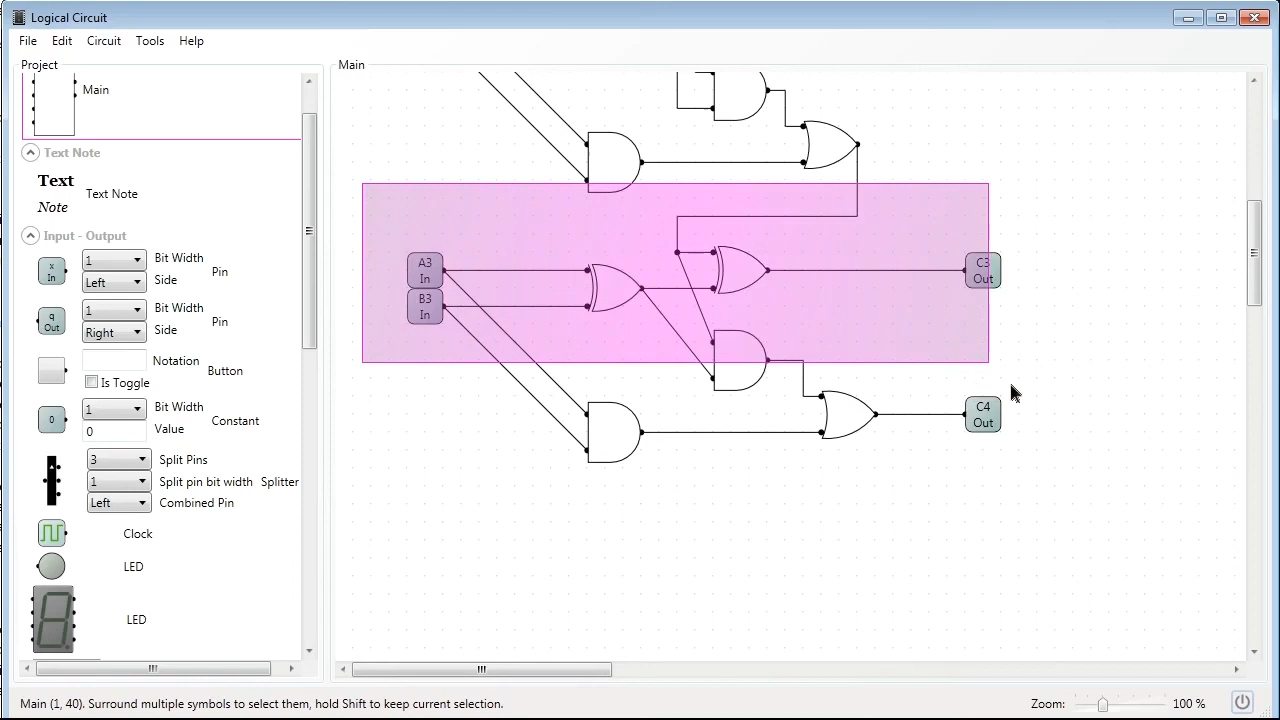 Logical Circuit
File Edit Circuit Tools Help
Project
Main
Main
Text Note
Text
Note
Text Note
Input - Output
x
In
1
Bit Width
Left
Side
Pin
q
Out
1
Bit Width
Right
Side
Pin
Notation
Is Toggle
Button
0
1
Bit Width
0
Value
Constant
3
Split Pins
1
Split pin bit width
Splitter
Left
Combined Pin
Clock
LED
LED
A3
In
B3
In
C3
Out
C4
Out
Main (1, 40). Surround multiple symbols to select them, hold Shift to keep current selection.
Zoom:
100 %